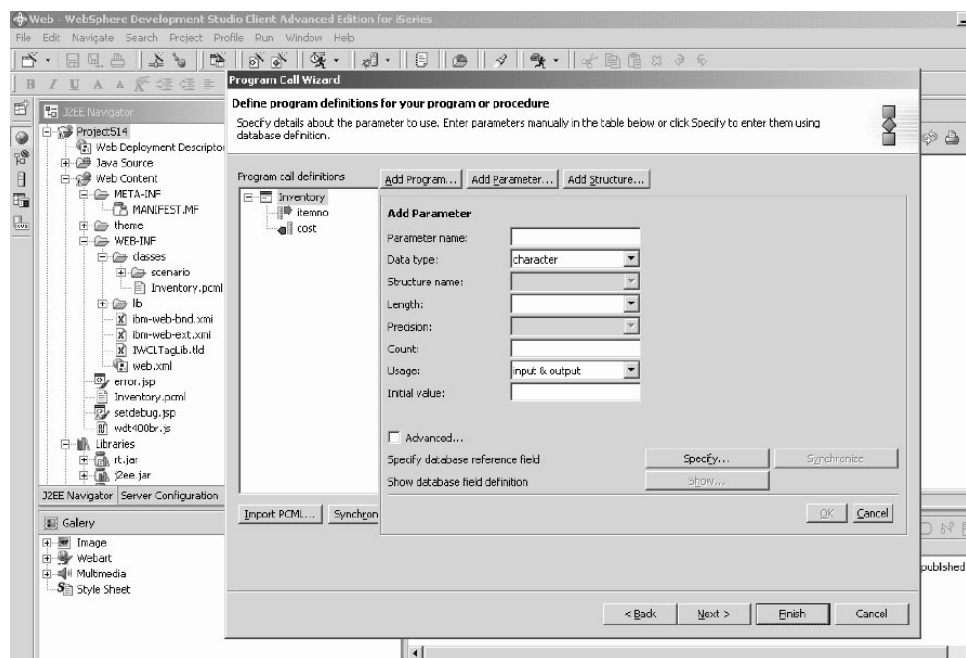 Web - WebSphere Development Studio Client Advanced Edition for iSeries
File Edit Navigate Search Project Profile Run Window Help
B I U A A
J2EE Navigator
Project514
Web Deployment Descripto
Java Source
Web Content
META-INF
MANIFEST.MF
theme
WEB-INF
classes
scenario
Inventory.pcml
lib
ibm-web-bnd.xmi
ibm-web-ext.xmi
IWCLTagLib.tld
web.xml
error.jsp
Inventory.pcml
setdebug.jsp
wdt400br.js
Libraries
rt.jar
j2ee.jar
J2EE Navigator Server Configuration
Galery
Image
Webart
Multimedia
Style Sheet
Program Call Wizard
Define program definitions for your program or procedure
Specify details about the parameter to use. Enter parameters manually in the table below or click Specify to enter them using
database definition.
Program call definitions
Add Program... Add Parameter... Add Structure...
Inventory
itemno
cost
Add Parameter
Parameter name:
Data type: character
Structure name:
Length:
Precision:
Count:
Usage: input & output
Initial value:
Advanced...
Specify database reference field Specify... Synchronize
Show database field definition Show...
Import PCML... Synchron
OK Cancel
< Back Next > Finish Cancel
published